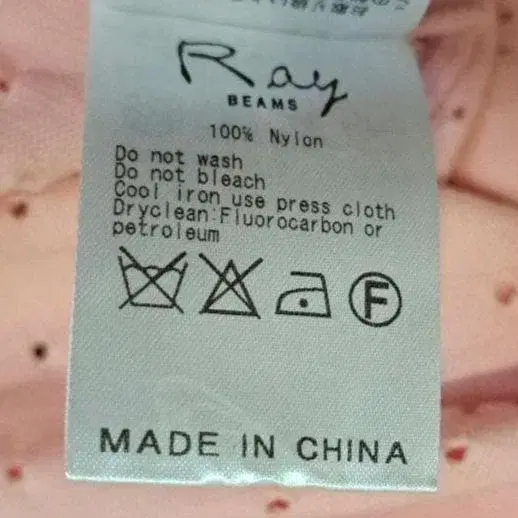 Ray
BEAMS
100% Nylon
Do not wash
Do not bleach
Cool iron use press cloth
Dryclean:Fluorocarbon or
petroleum
F
MADE IN CHINA